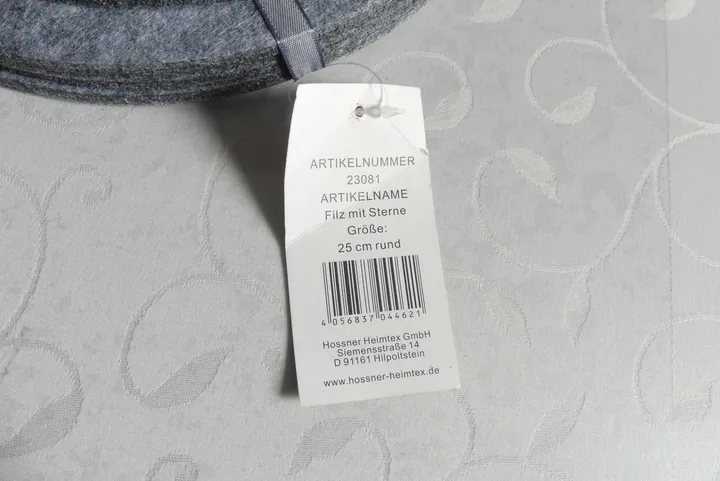 ARTIKELNUMMER
23081
ARTIKELNAME
Filz mit Sterne
Größe:
25 cm rund
4 056837 044621
Hossner Heimtex GmbH
Siemensstraße 14
D 91161 Hilpoltstein
www.hossner-heimtex.de